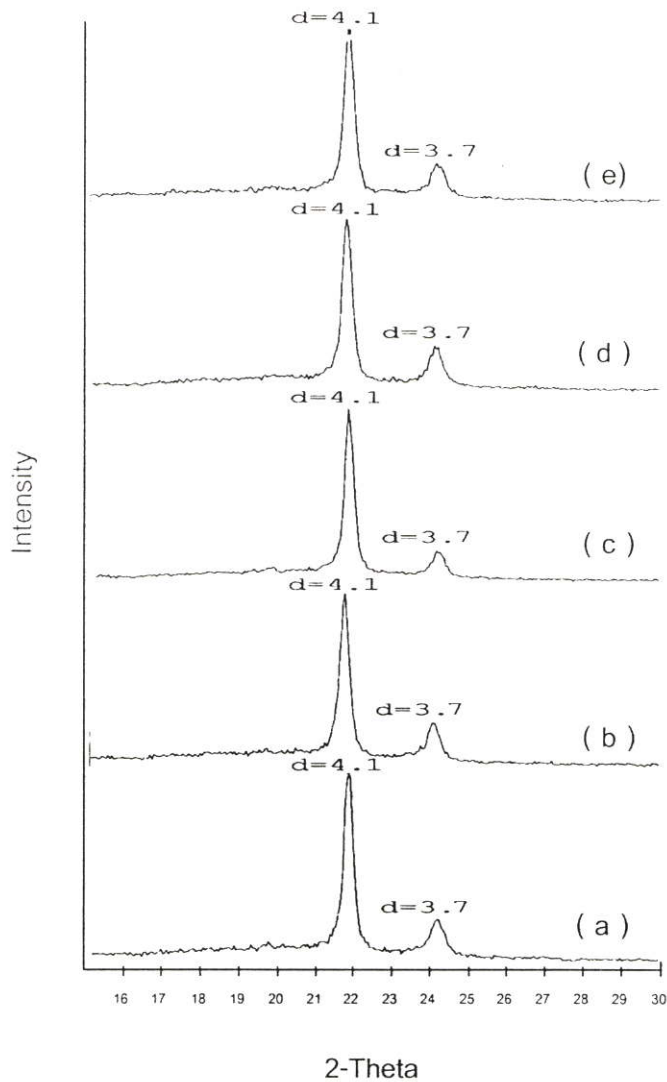 d=4.1
d=3.7
(e)
d=4.1
d=3.7
(d)
d=4.1
d=3.7
(c)
d=4.1
d=3.7
(b)
d=4.1
d=3.7
(a)
Intensity
16 17 18 19 20 21 22 23 24 25 26 27 28 29 30
2-Theta